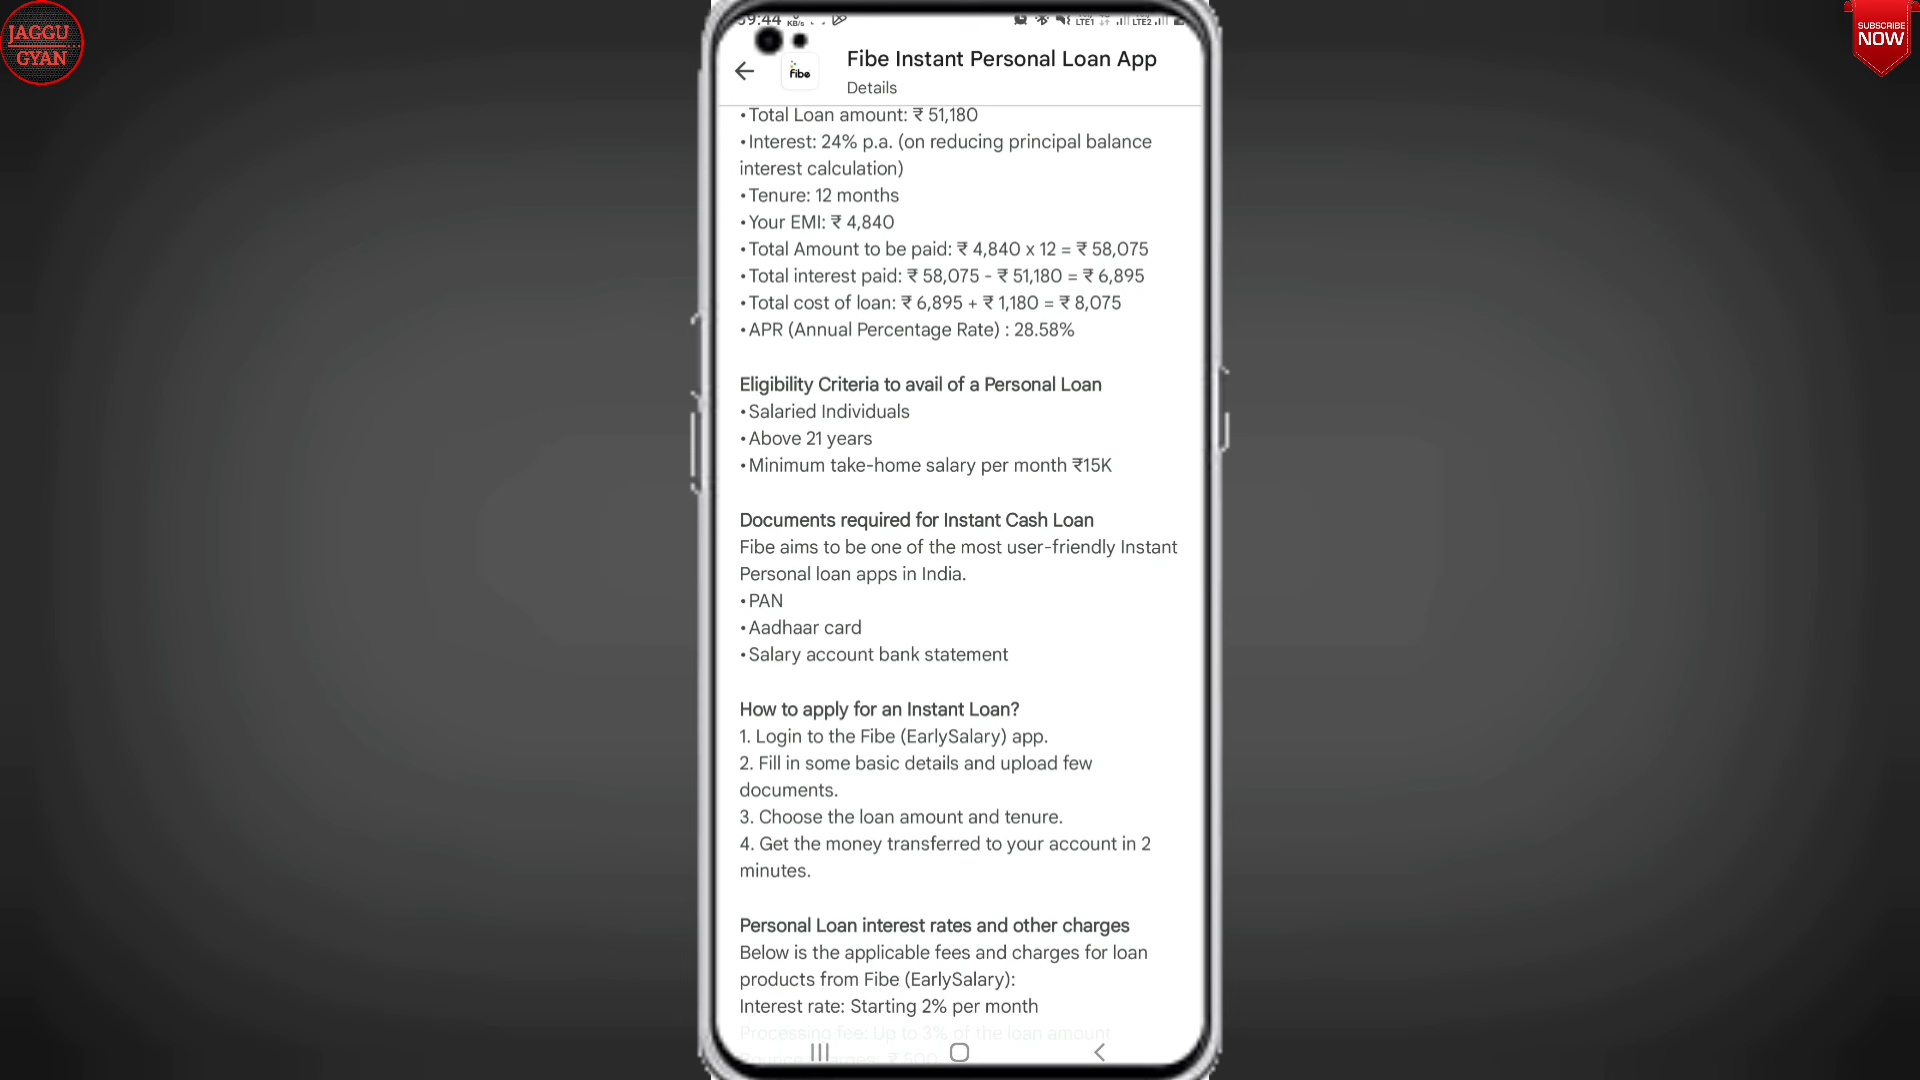 JAGGU
GYAN
SUBSCRIBE
NOW
59:44 KB/s LTE1 LTE2
fibe
Fibe Instant Personal Loan App
Details
•Total Loan amount: ₹ 51,180
•Interest: 24% p.a. (on reducing principal balance
interest calculation)
•Tenure: 12 months
•Your EMI: ₹ 4,840
•Total Amount to be paid: ₹ 4,840 x 12 = ₹ 58,075
•Total interest paid: ₹ 58,075 - ₹ 51,180 = ₹ 6,895
•Total cost of loan: ₹ 6,895 + ₹ 1,180 = ₹ 8,075
•APR (Annual Percentage Rate) : 28.58%
Eligibility Criteria to avail of a Personal Loan
•Salaried Individuals
•Above 21 years
•Minimum take-home salary per month ₹15K
Documents required for Instant Cash Loan
Fibe aims to be one of the most user-friendly Instant
Personal loan apps in India.
•PAN
•Aadhaar card
•Salary account bank statement
How to apply for an Instant Loan?
1. Login to the Fibe (EarlySalary) app.
2. Fill in some basic details and upload few
documents.
3. Choose the loan amount and tenure.
4. Get the money transferred to your account in 2
minutes.
Personal Loan interest rates and other charges
Below is the applicable fees and charges for loan
products from Fibe (EarlySalary):
Interest rate: Starting 2% per month
Processing fee: Up to 3% of the loan amount
₹ 500